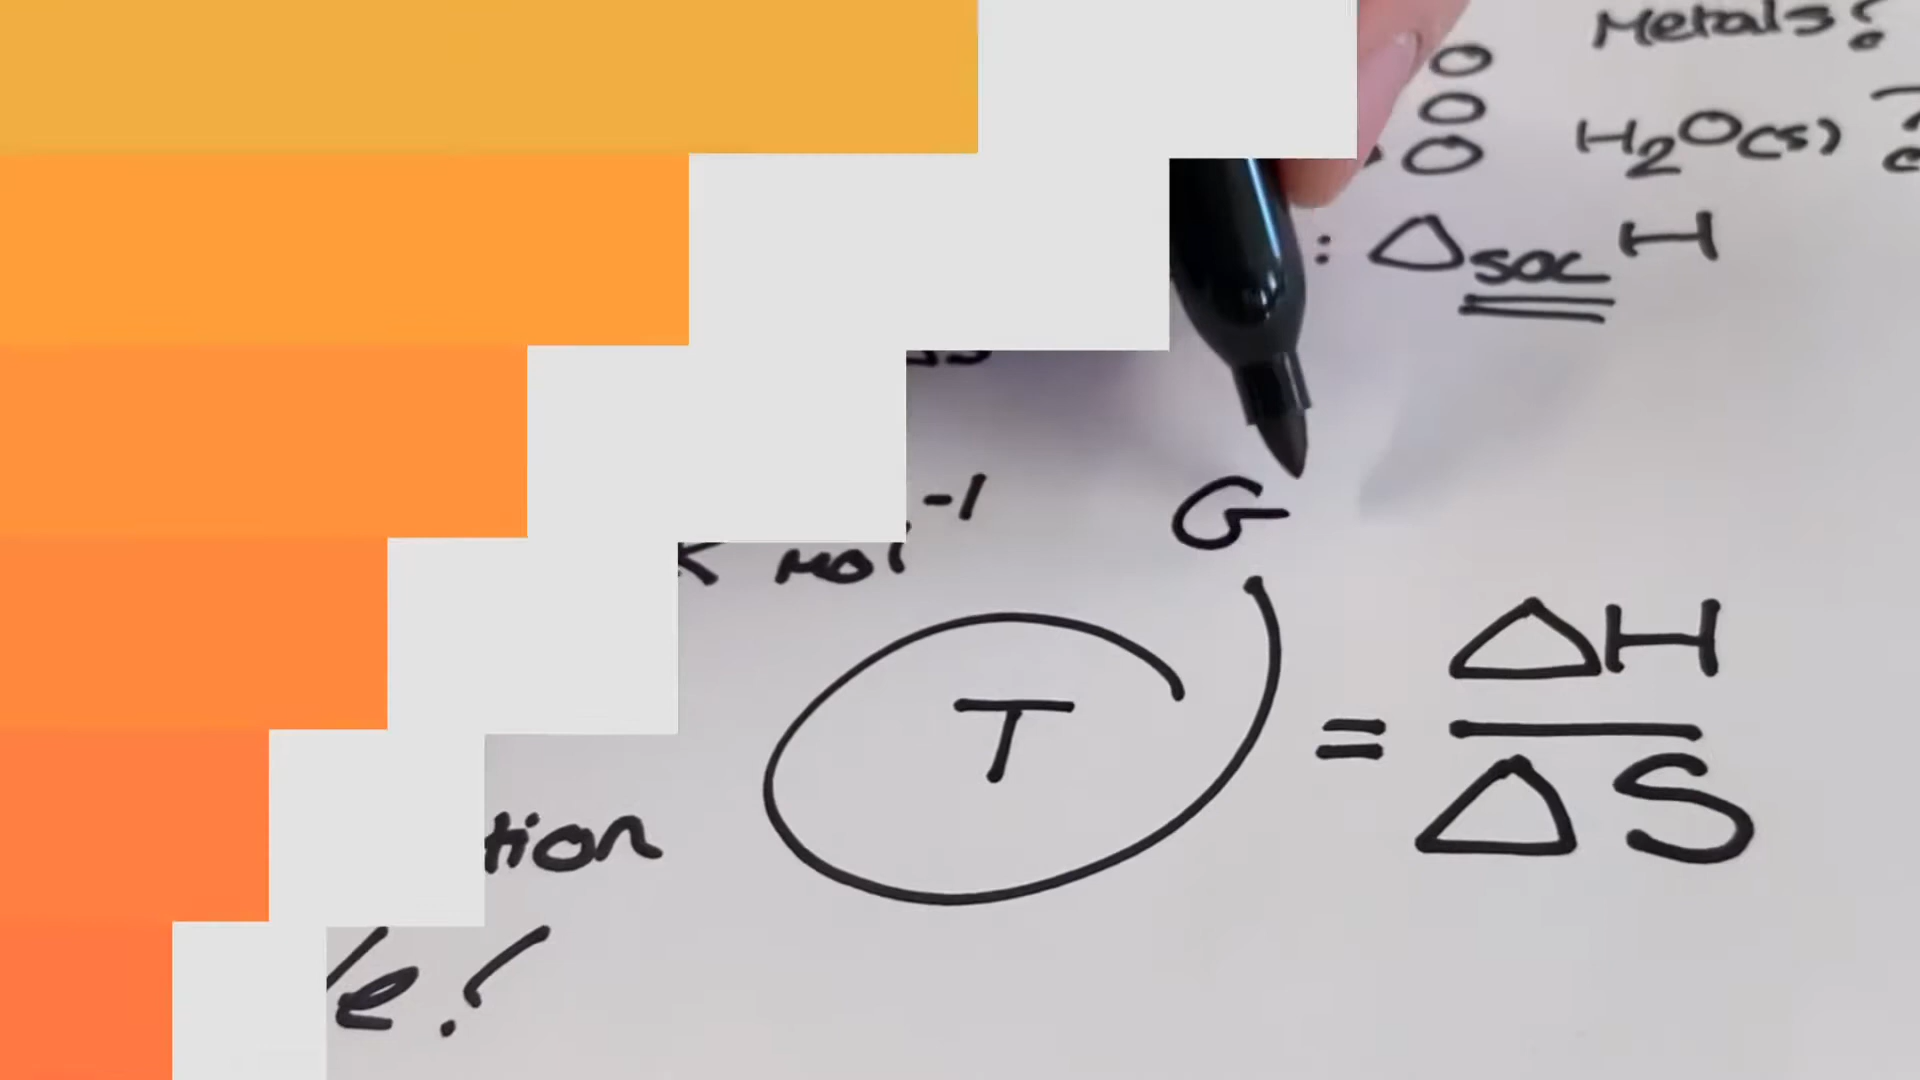 Metals?
H₂O(s) ?
: ΔsocH
-1
mol
G
T = ΔH
ΔS
tion